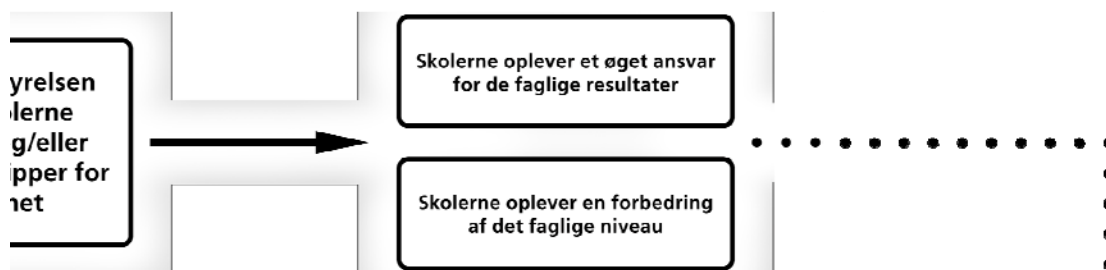 yrelsen
lerne
g/eller
ipper for
net
Skolerne oplever et øget ansvar
for de faglige resultater
Skolerne oplever en forbedring
af det faglige niveau